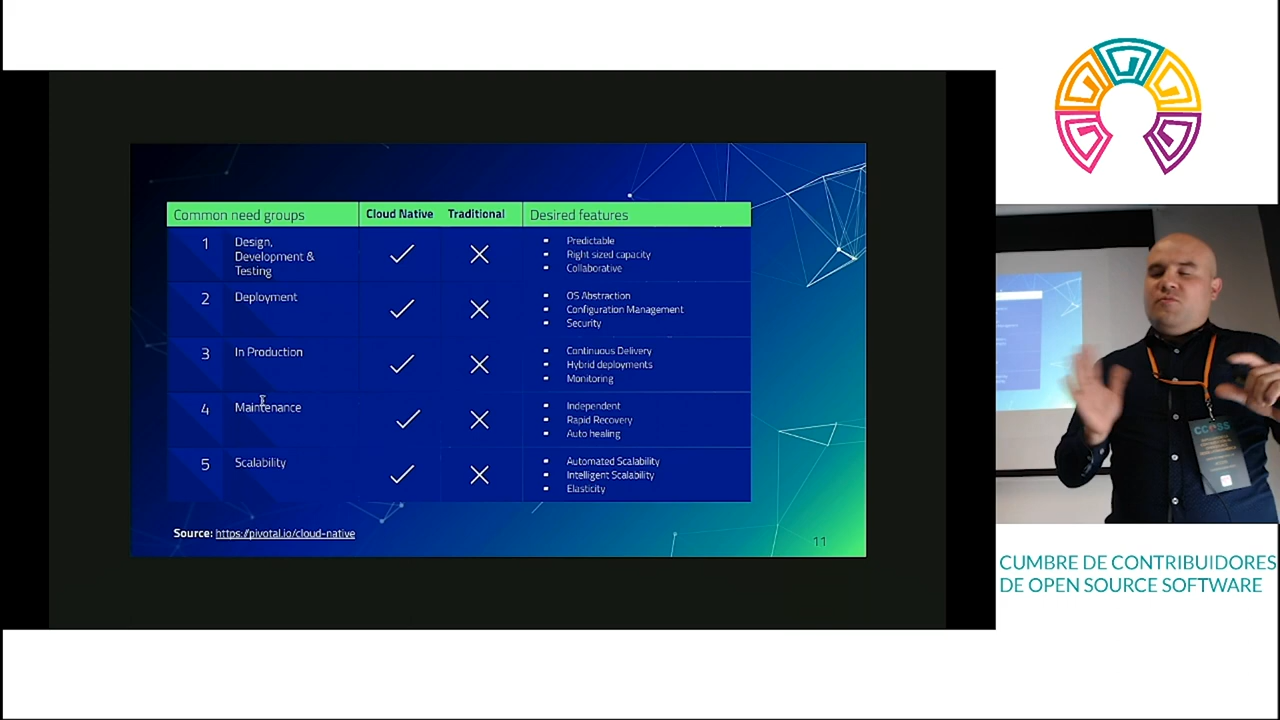 Common need groups
Cloud Native
Traditional
Desired features
1
Design,
Development &
Testing
Predictable
Right sized capacity
Collaborative
2
Deployment
OS Abstraction
Configuration Management
Security
3
In Production
Continuous Delivery
Hybrid deployments
Monitoring
4
Maintenance
Independent
Rapid Recovery
Auto healing
5
Scalability
Automated Scalability
Intelligent Scalability
Elasticity
Source: https://pivotal.io/cloud-native
11
CCOSS
CUMBRE DE CONTRIBUIDORES
DE OPEN SOURCE SOFTWARE